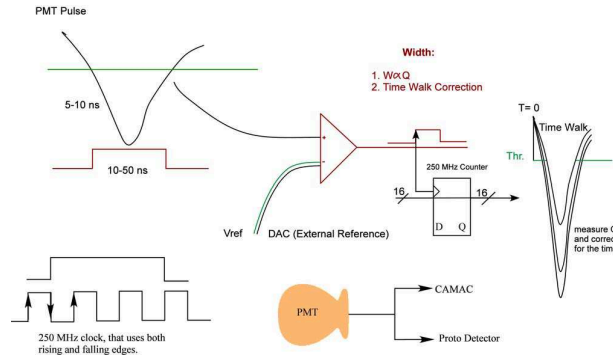 PMT Pulse
5-10 ns
10-50 ns
Width:
1. WαQ
2. Time Walk Correction
+
-
Vref
DAC (External Reference)
250 MHz Counter
16
16
D Q
T= 0
Time Walk
Thr.
measure
and correc
for the tim
250 MHz clock, that uses both
rising and falling edges.
PMT
CAMAC
Proto Detector